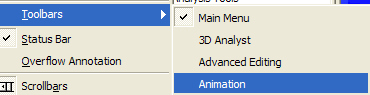 Toolbars
Status Bar
Overflow Annotation
Scrollbars
Main Menu
3D Analyst
Advanced Editing
Animation